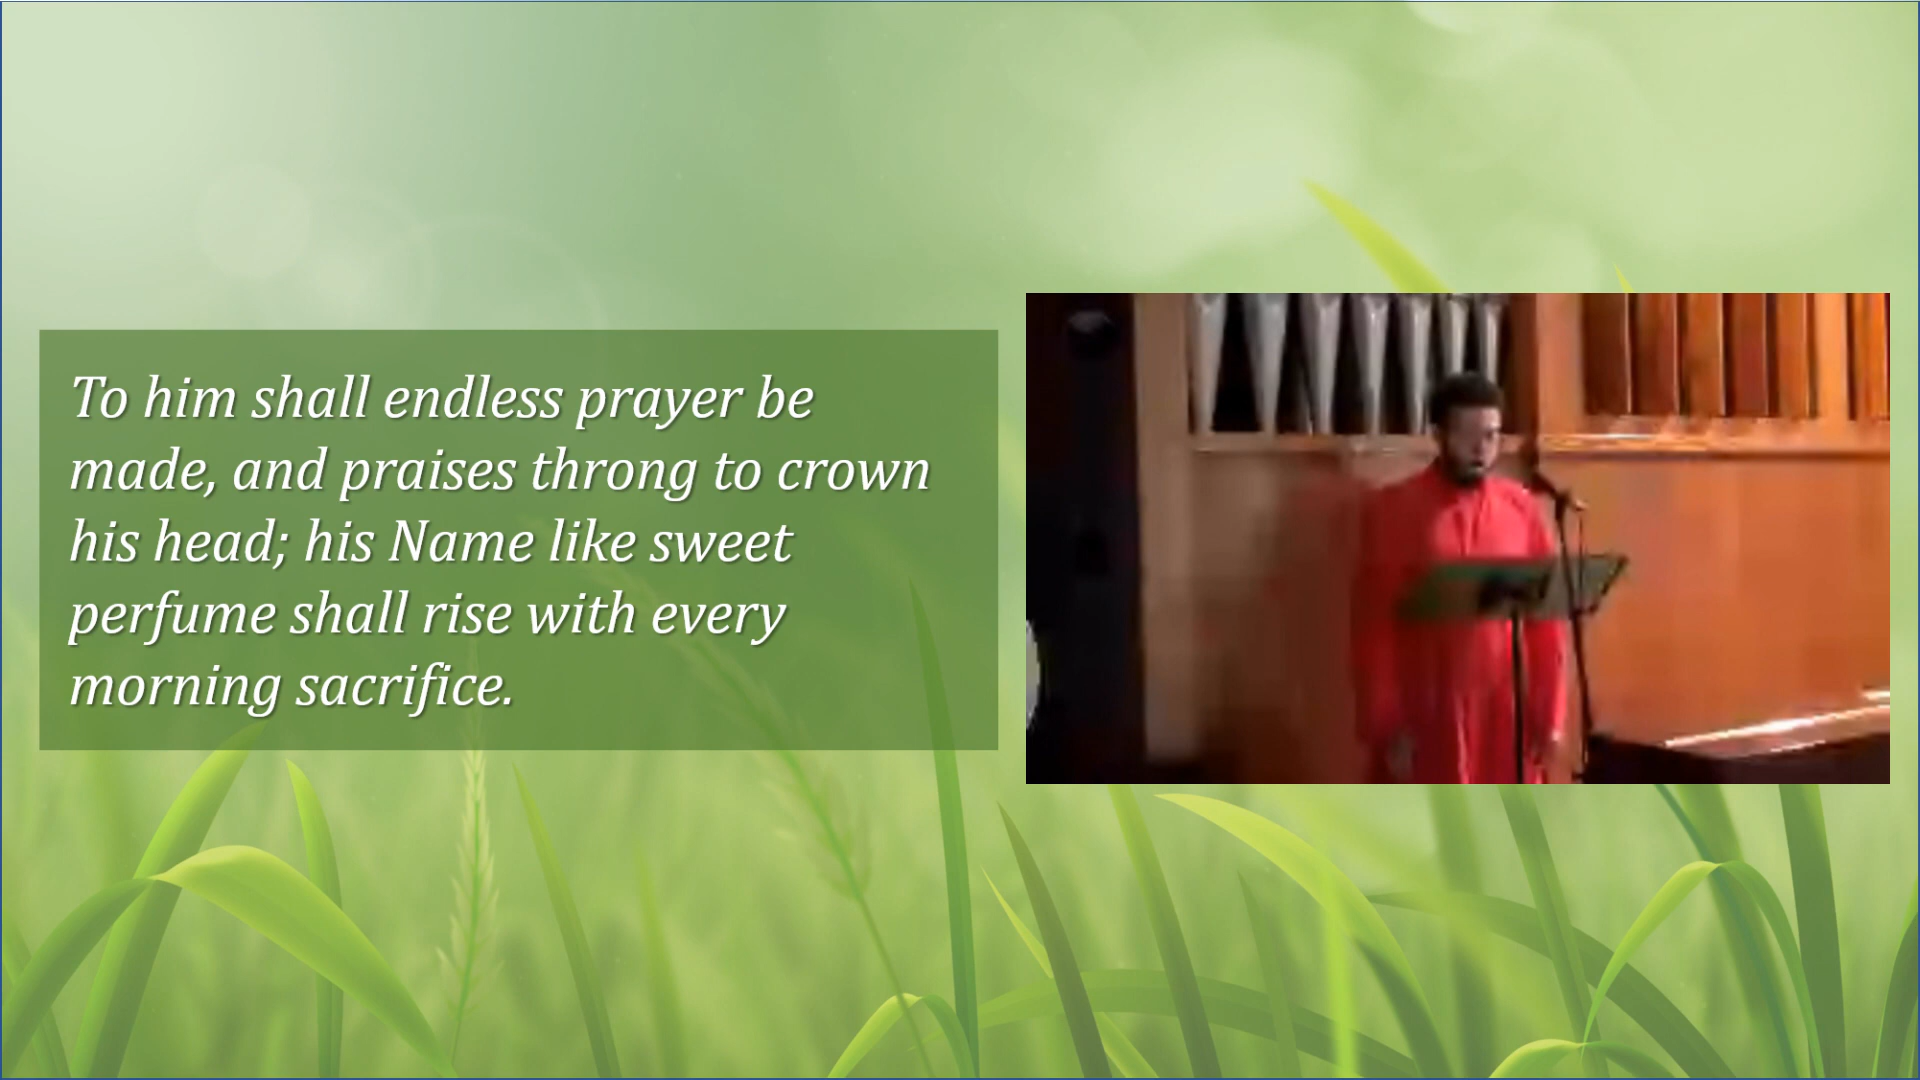 To him shall endless prayer be
made, and praises throng to crown
his head; his Name like sweet
perfume shall rise with every
morning sacrifice.